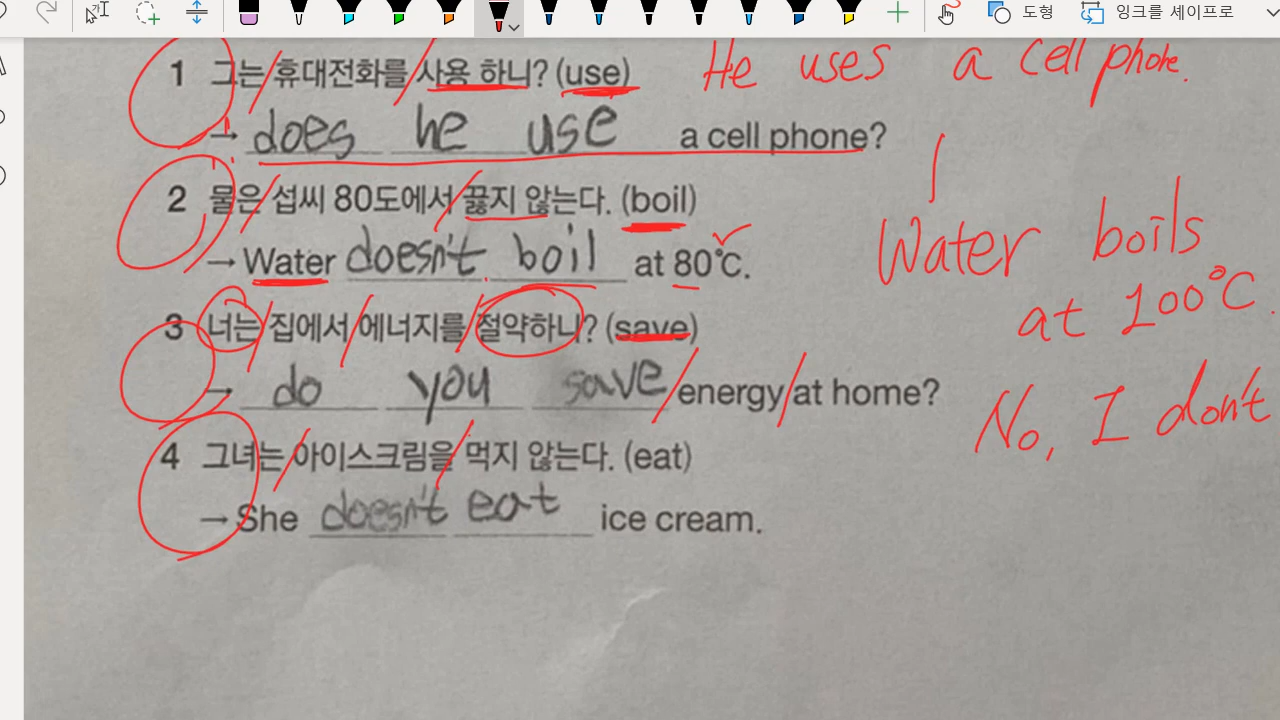 도형 잉크를 셰이프로
1 그는 휴대전화를 사용 하니? (use) He uses a cell phone.
→ does he use a cell phone?
2 물은 섭씨 80도에서 끓지 않는다. (boil)
→ Water doesn't boil at 80℃. Water boils
at 100°C.
3 너는 집에서 에너지를 절약하니? (save)
→ do you save energy at home? No, I don't
4 그녀는 아이스크림을 먹지 않는다. (eat)
→ She doesn't eat ice cream.